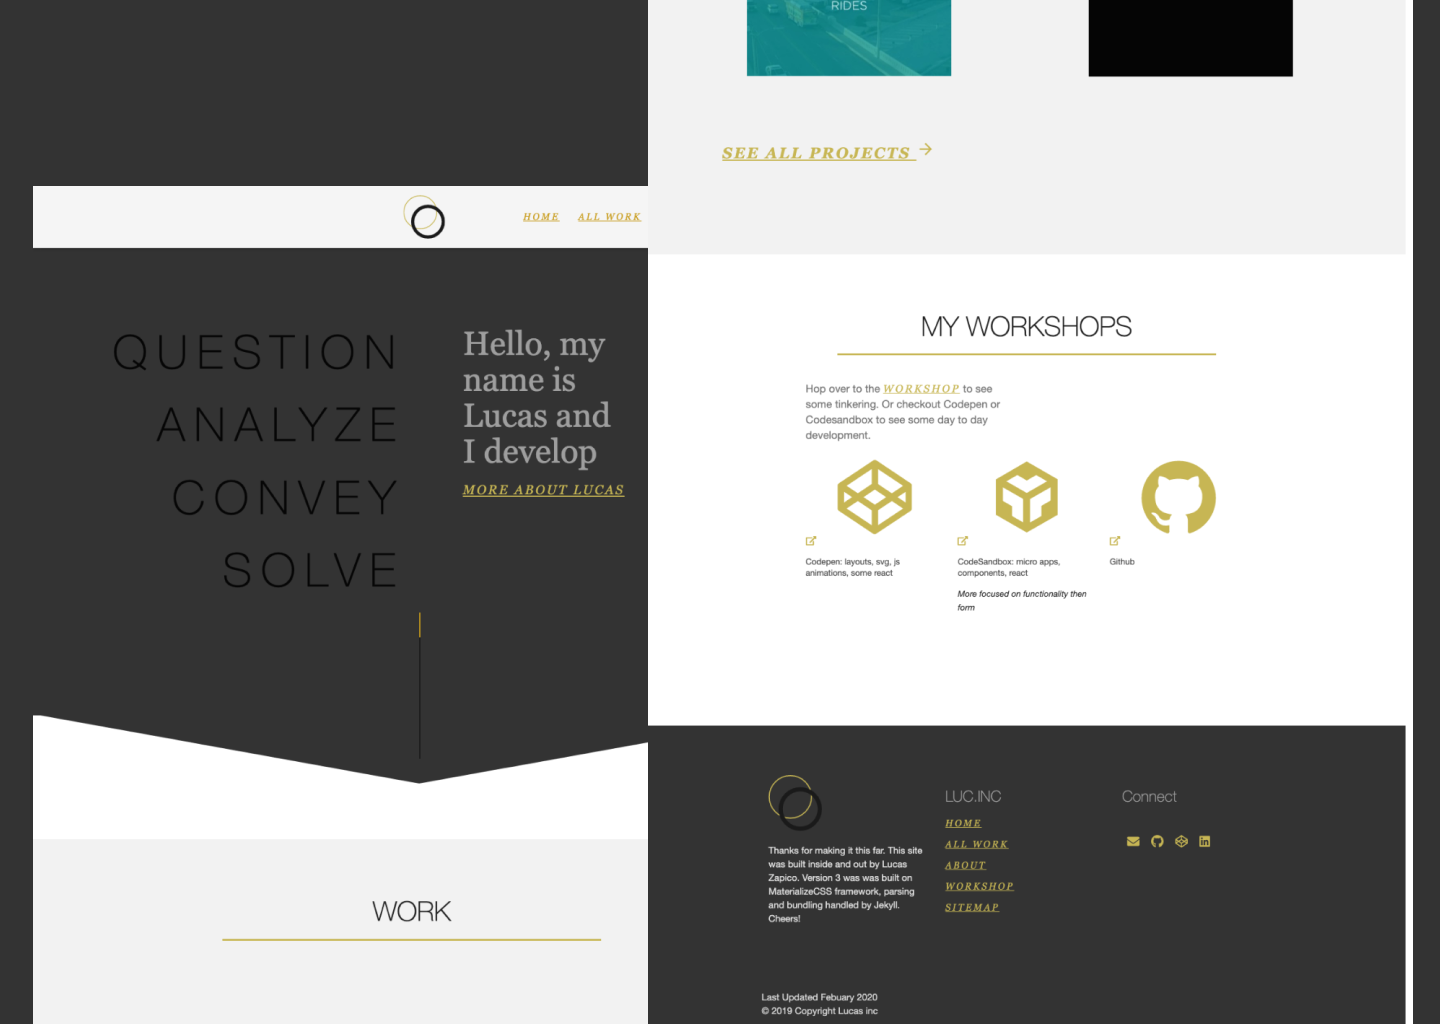 HOME ALL WORK
QUESTION
ANALYZE
CONVEY
SOLVE
Hello, my
name is
Lucas and
I develop
MORE ABOUT LUCAS
WORK
RIDES
SEE ALL PROJECTS
MY WORKSHOPS
Hop over to the WORKSHOP to see
some tinkering. Or checkout Codepen or
Codesandbox to see some day to day
development.
Codepen: layouts, svg, js
animations, some react
CodeSandbox: micro apps,
components, react
More focused on functionality then
form
Github
Thanks for making it this far. This site
was built inside and out by Lucas
Zapico. Version 3 was was built on
MaterializeCSS framework, parsing
and bundling handled by Jekyll.
Cheers!
LUC.INC
HOME
ALL WORK
ABOUT
WORKSHOP
SITEMAP
Connect
Last Updated Febuary 2020
© 2019 Copyright Lucas inc